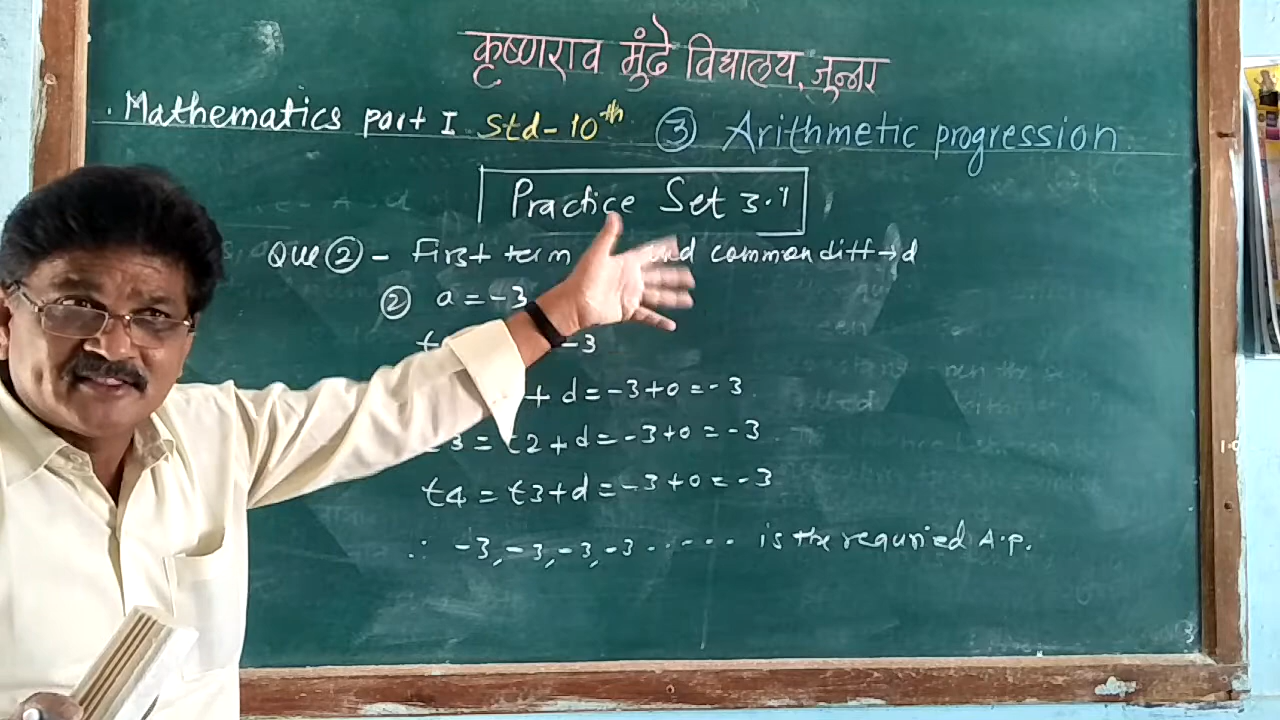 कृष्णराव मुंढे विद्यालय, जुन्नर
Mathematics part I Std-10th ③ Arithmetic progression
Practice Set 3.1
Que ② - First term and common diff → d
② a = -3
t -3
+ d = -3+0 = -3
3 = t2 + d = -3+0 = -3
t4 = t3+d = -3+0 = -3
∴ -3, -3, -3, -3 ...... is the requried A.p.